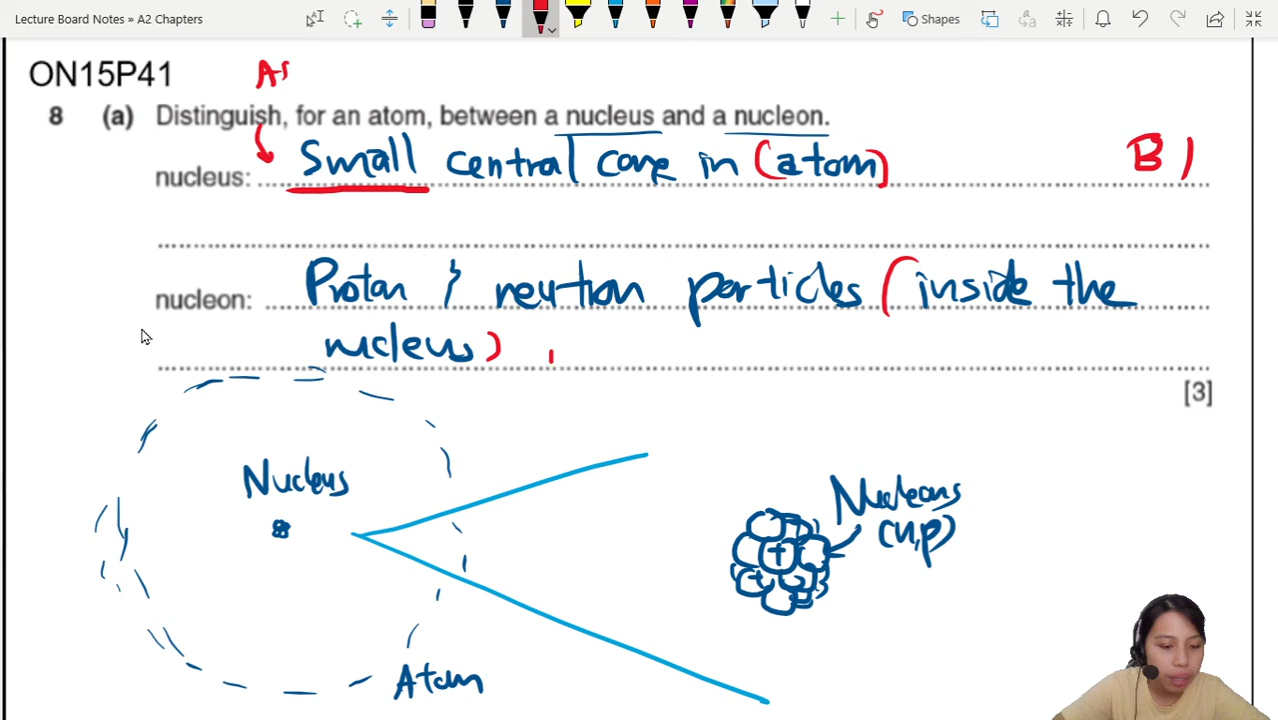 Lecture Board Notes » A2 Chapters
Shapes
ON15P41
As
8 (a) Distinguish, for an atom, between a nucleus and a nucleon.
nucleus: Small central core in (atom) B1
nucleon: Proton & neutron particles (inside the
nucleus)
[3]
Nucleus
Nucleons
(n,p)
Atom